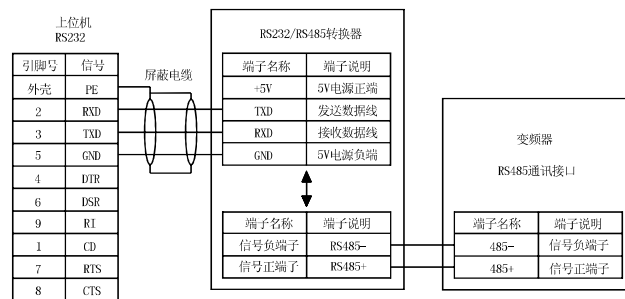 上位机
RS232
引脚号 信号
外壳 PE
2 RXD
3 TXD
5 GND
4 DTR
6 DSR
9 RI
1 CD
7 RTS
8 CTS
屏蔽电缆
RS232/RS485转换器
端子名称 端子说明
+5V 5V电源正端
TXD 发送数据线
RXD 接收数据线
GND 5V电源负端
端子名称 端子说明
信号负端子 RS485-
信号正端子 RS485+
变频器
RS485通讯接口
端子名称 端子说明
485- 信号负端子
485+ 信号正端子